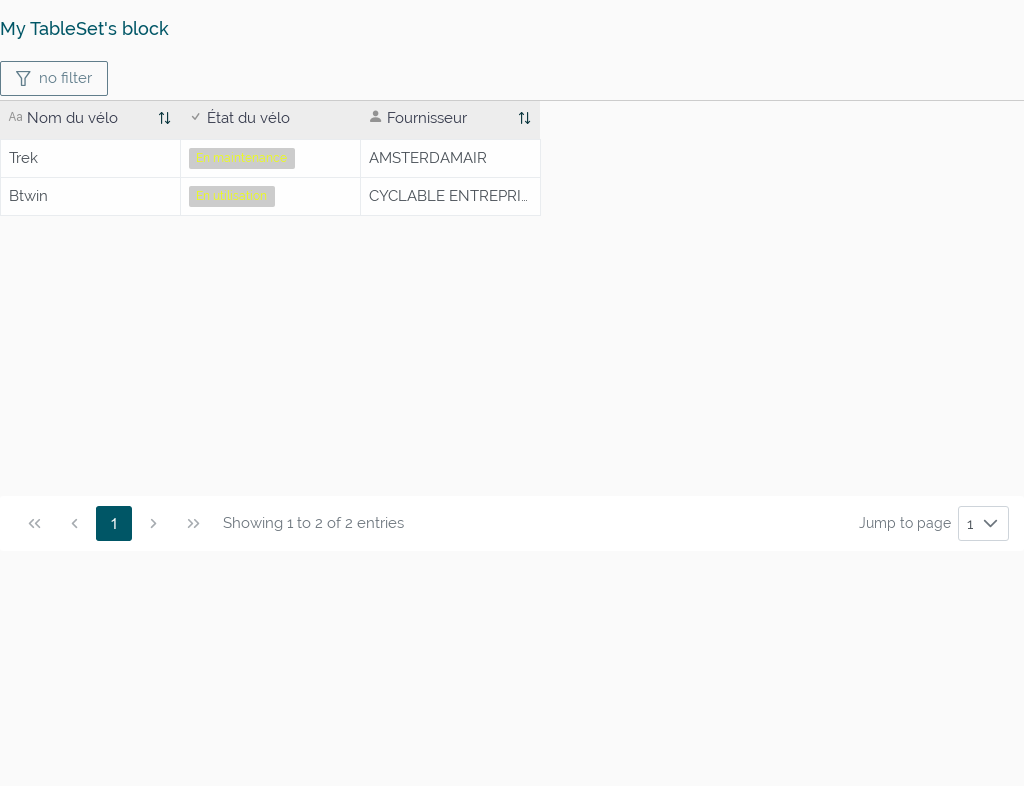 My TableSet's block
no filter
Aa Nom du vélo État du vélo Fournisseur
Trek En maintenance AMSTERDAMAIR
Btwin En utilisation CYCLABLE ENTREPRI...
1 Showing 1 to 2 of 2 entries Jump to page 1